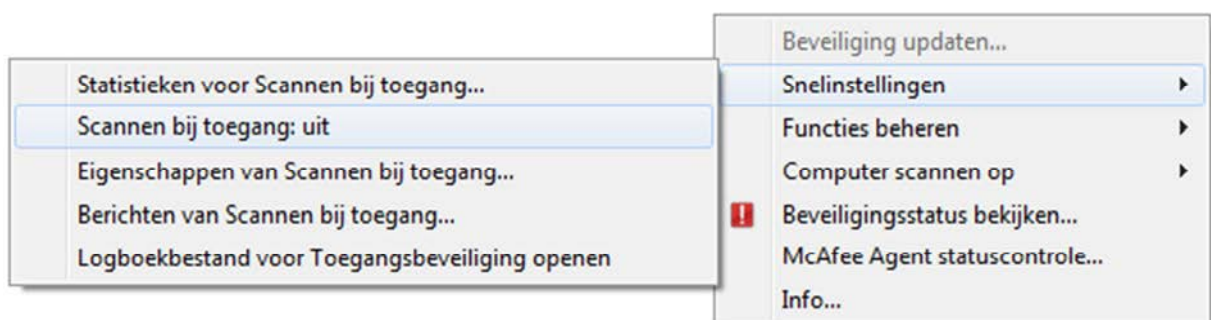 Beveiliging updaten...
Snelinstellingen
Functies beheren
Computer scannen op
Beveiligingsstatus bekijken...
McAfee Agent statuscontrole...
Info...
Statistieken voor Scannen bij toegang...
Scannen bij toegang: uit
Eigenschappen van Scannen bij toegang...
Berichten van Scannen bij toegang...
Logboekbestand voor Toegangsbeveiliging openen